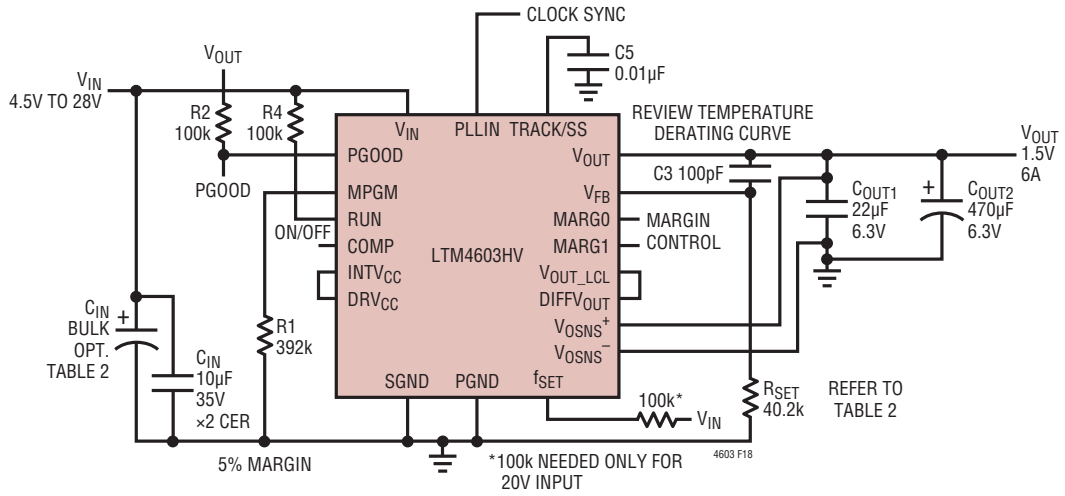 CLOCK SYNC
C5
0.01µF
VOUT
VIN
4.5V TO 28V
R2
100k
R4
100k
REVIEW TEMPERATURE
DERATING CURVE
VIN
PLLIN
TRACK/SS
PGOOD
VOUT
VOUT
1.5V
6A
C3 100pF
PGOOD
MPGM
VFB
COUT1
22µF
6.3V
+
COUT2
470µF
6.3V
RUN
MARG0
MARGIN
CONTROL
ON/OFF
COMP
LTM4603HV
MARG1
INTVCC
VOUT_LCL
DRVCC
DIFFVOUT
VOSNS+
VOSNS–
CIN
BULK
OPT.
TABLE 2
+
R1
392k
CIN
10µF
35V
×2 CER
SGND
PGND
fSET
100k*
VIN
RSET
40.2k
REFER TO
TABLE 2
5% MARGIN
*100k NEEDED ONLY FOR
20V INPUT
4603 F18